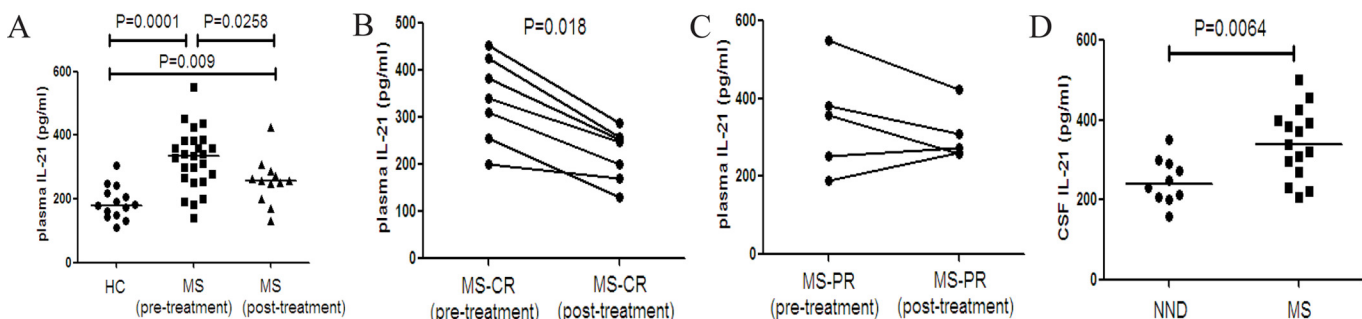 A
P=0.0001
P=0.0258
P=0.009
plasma IL-21 (pg/ml)
600
400
200
0
HC
MS
(pre-treatment)
MS
(post-treatment)
B
P=0.018
plasma IL-21 (pg/ml)
500
400
300
200
100
0
MS-CR
(pre-treatment)
MS-CR
(post-treatment)
C
plasma IL-21 (pg/ml)
600
400
200
0
MS-PR
(pre-treatment)
MS-PR
(post-treatment)
D
P=0.0064
CSF IL-21 (pg/ml)
600
400
200
0
NND
MS